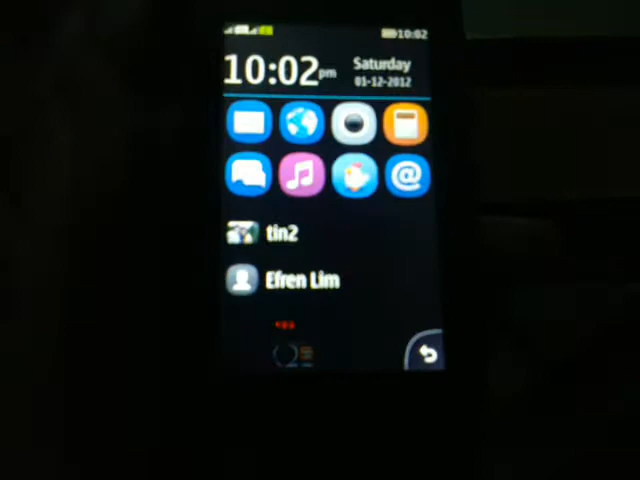 10:02
10:02pm
Saturday
01-12-2012
@
tin2
Efren Lim